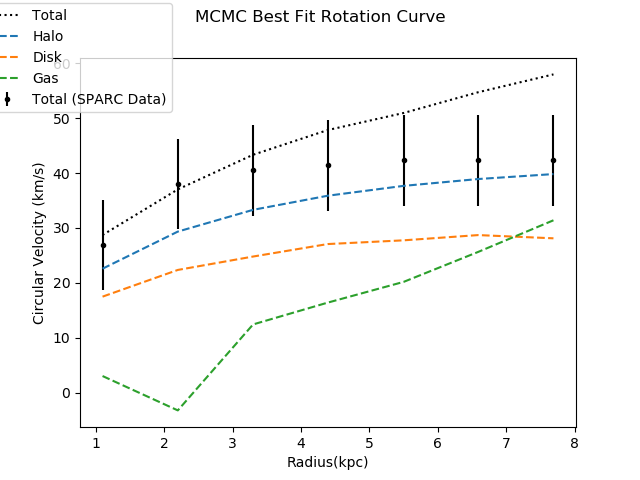 MCMC Best Fit Rotation Curve
Total
Halo
Disk
Gas
Total (SPARC Data)
Circular Velocity (km/s)
60
50
40
30
20
10
0
1 2 3 4 5 6 7 8
Radius(kpc)